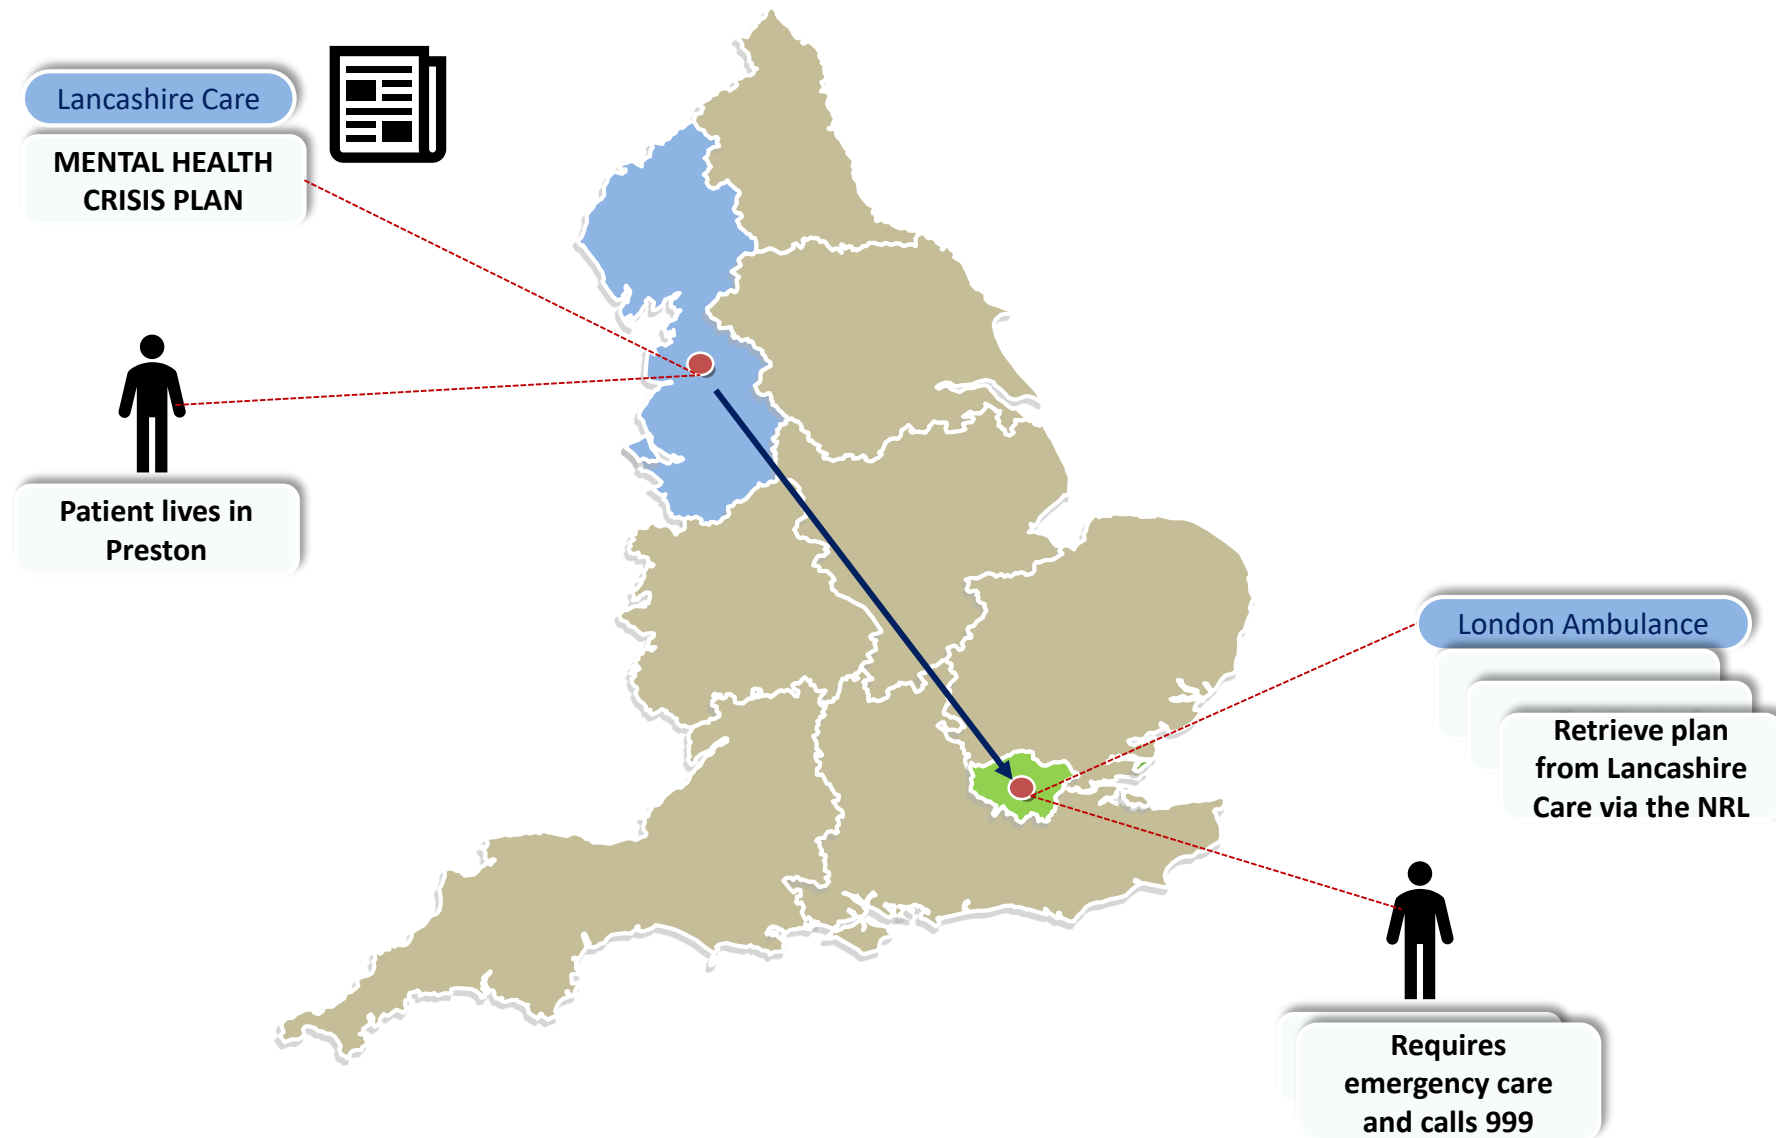 Lancashire Care
MENTAL HEALTH
CRISIS PLAN
Patient lives in
Preston
London Ambulance
Retrieve plan
from Lancashire
Care via the NRL
Requires
emergency care
and calls 999